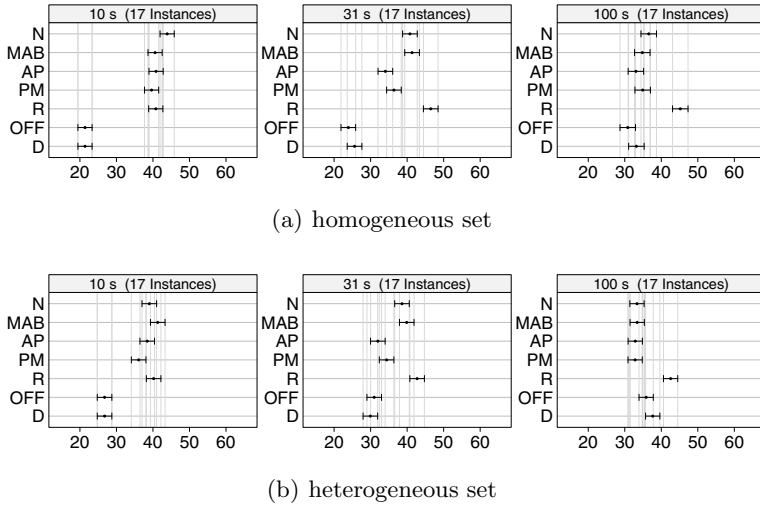 10 s (17 Instances) 31 s (17 Instances) 100 s (17 Instances)
N N N
MAB MAB MAB
AP AP AP
PM PM PM
R R R
OFF OFF OFF
D D D
20 30 40 50 60 20 30 40 50 60 20 30 40 50 60
(a) homogeneous set
10 s (17 Instances) 31 s (17 Instances) 100 s (17 Instances)
N N N
MAB MAB MAB
AP AP AP
PM PM PM
R R R
OFF OFF OFF
D D D
20 30 40 50 60 20 30 40 50 60 20 30 40 50 60
(b) heterogeneous set